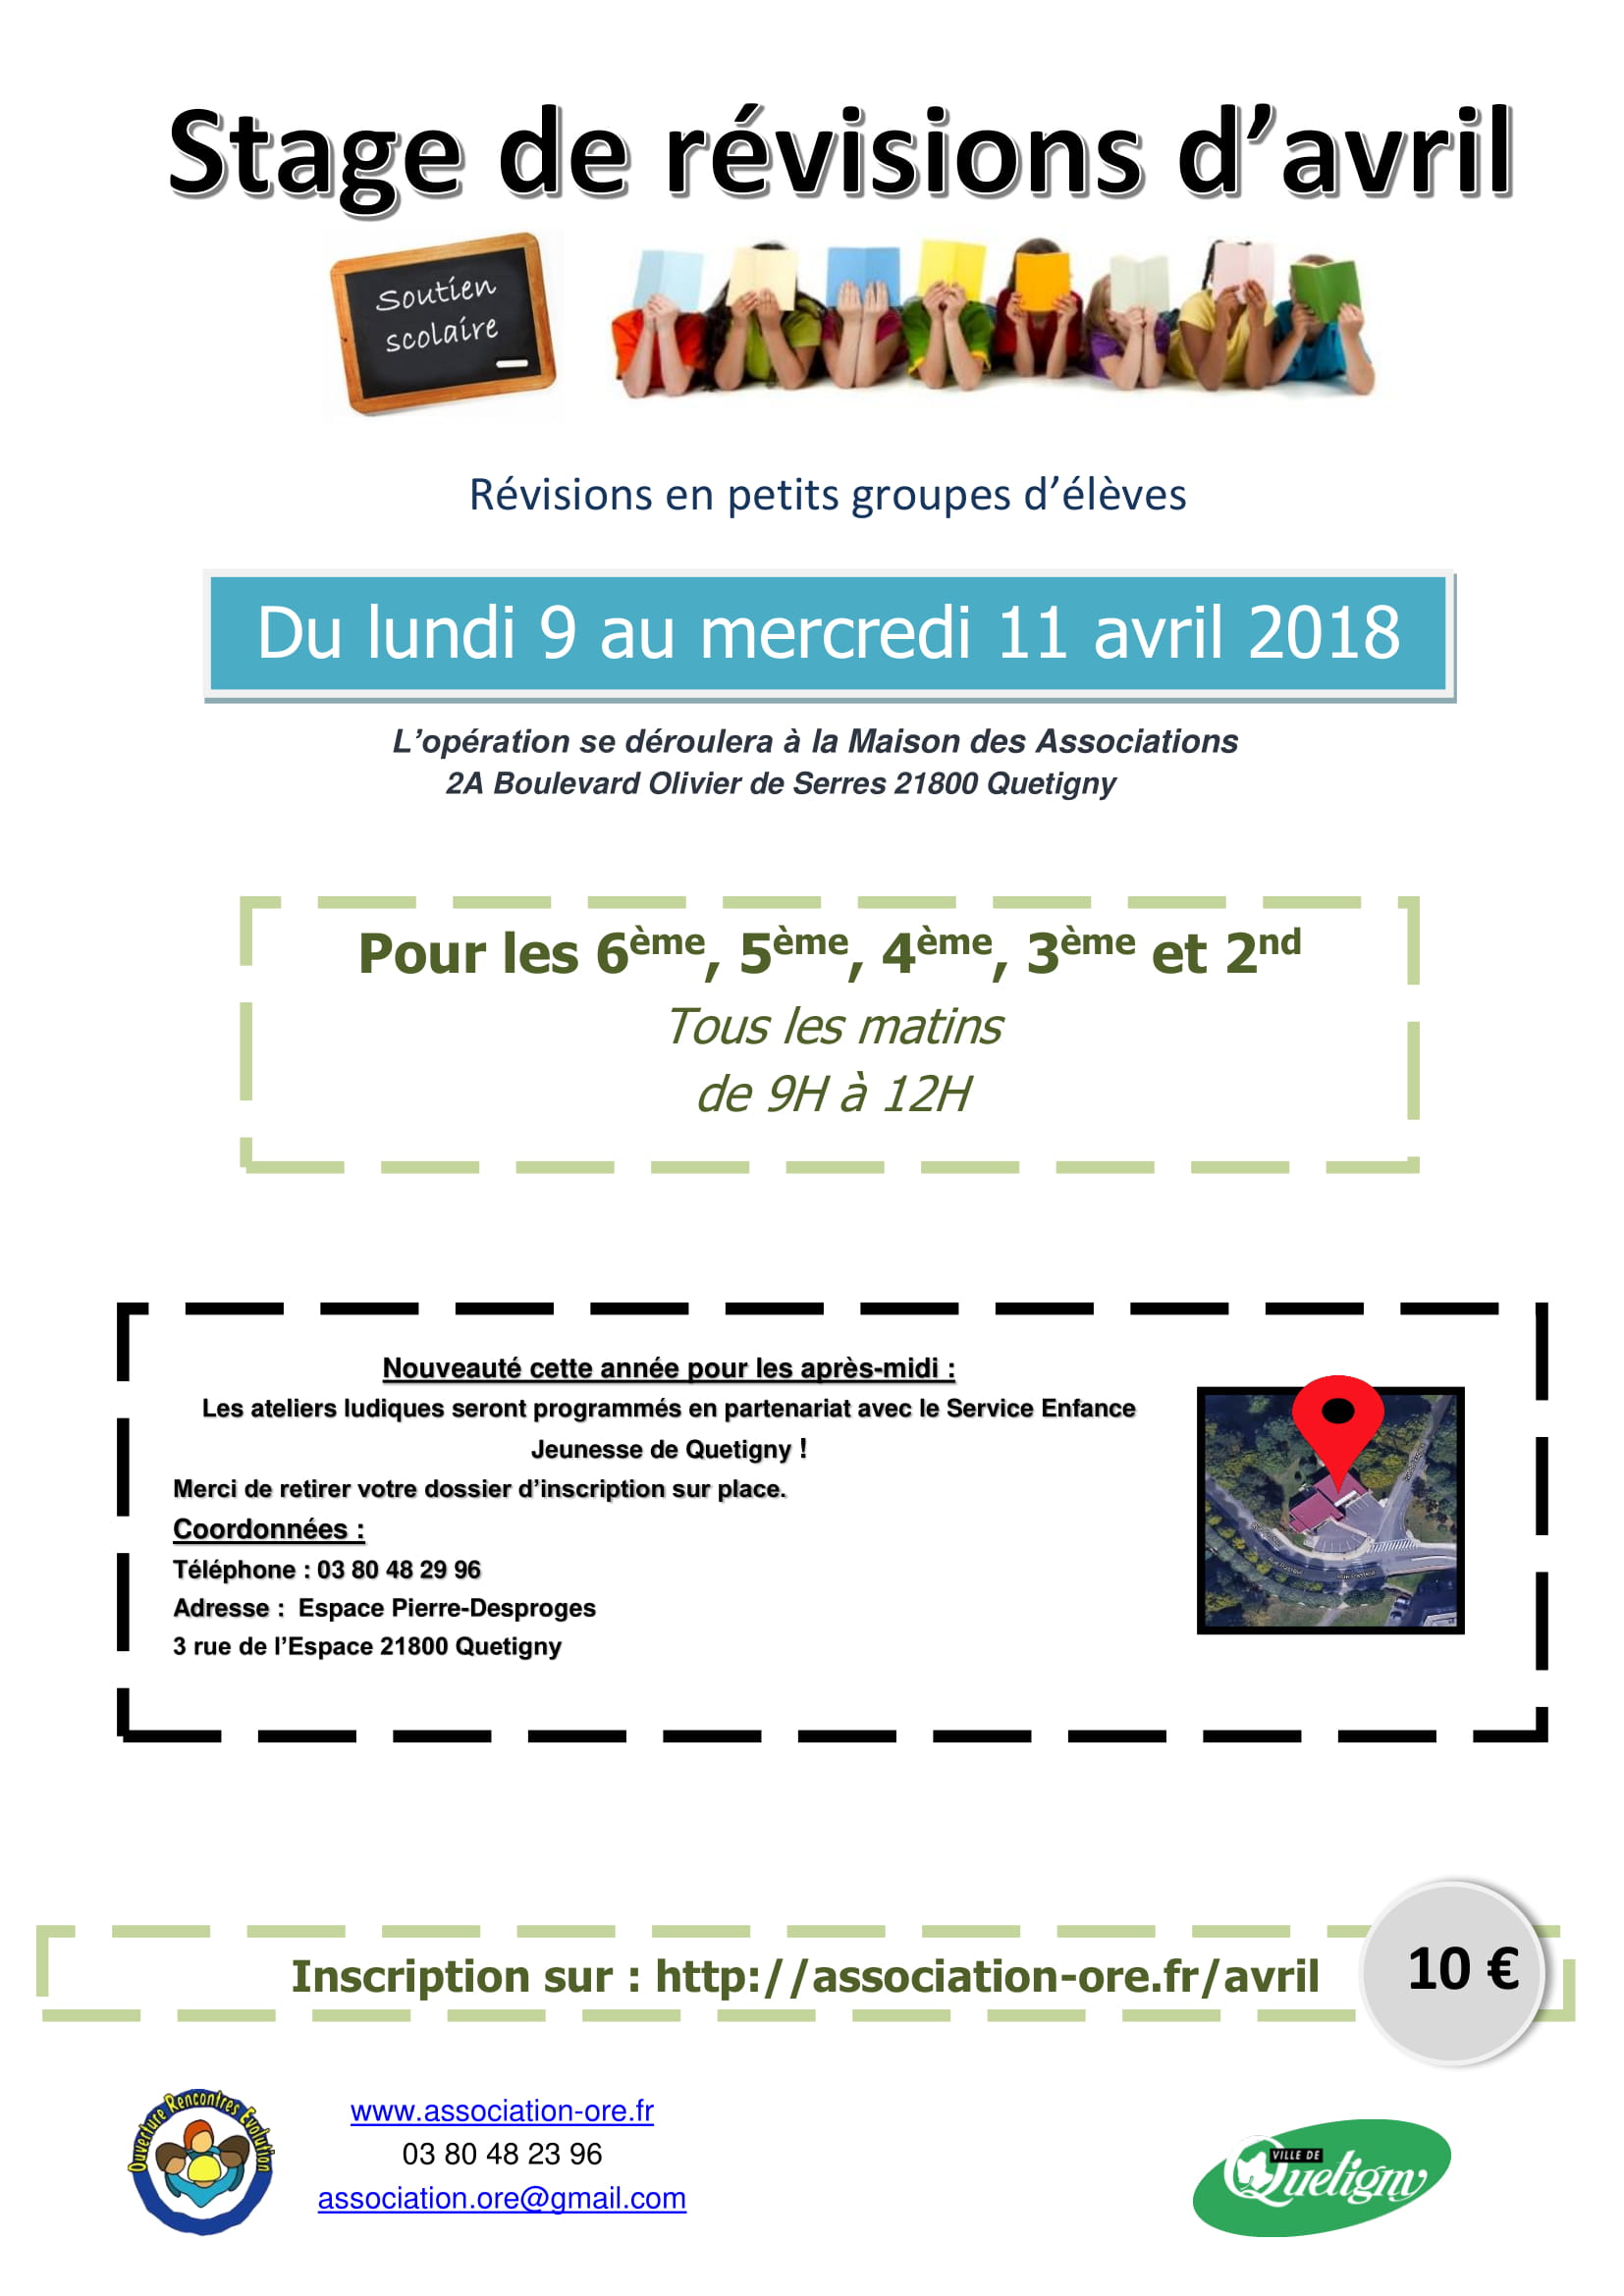 Stage de révisions d’avril
Soutien
scolaire
Révisions en petits groupes d’élèves
Du lundi 9 au mercredi 11 avril 2018
L’opération se déroulera à la Maison des Associations
2A Boulevard Olivier de Serres 21800 Quetigny
Pour les 6ème, 5ème, 4ème, 3ème et 2nd
Tous les matins
de 9H à 12H
Nouveauté cette année pour les après-midi :
Les ateliers ludiques seront programmés en partenariat avec le Service Enfance
Jeunesse de Quetigny !
Merci de retirer votre dossier d’inscription sur place.
Coordonnées :
Téléphone : 03 80 48 29 96
Adresse : Espace Pierre-Desproges
3 rue de l’Espace 21800 Quetigny
Inscription sur : http://association-ore.fr/avril
10 €
Ouverture Rencontres Evolution
www.association-ore.fr
03 80 48 23 96
association.ore@gmail.com
VILLE DE
Quetigny